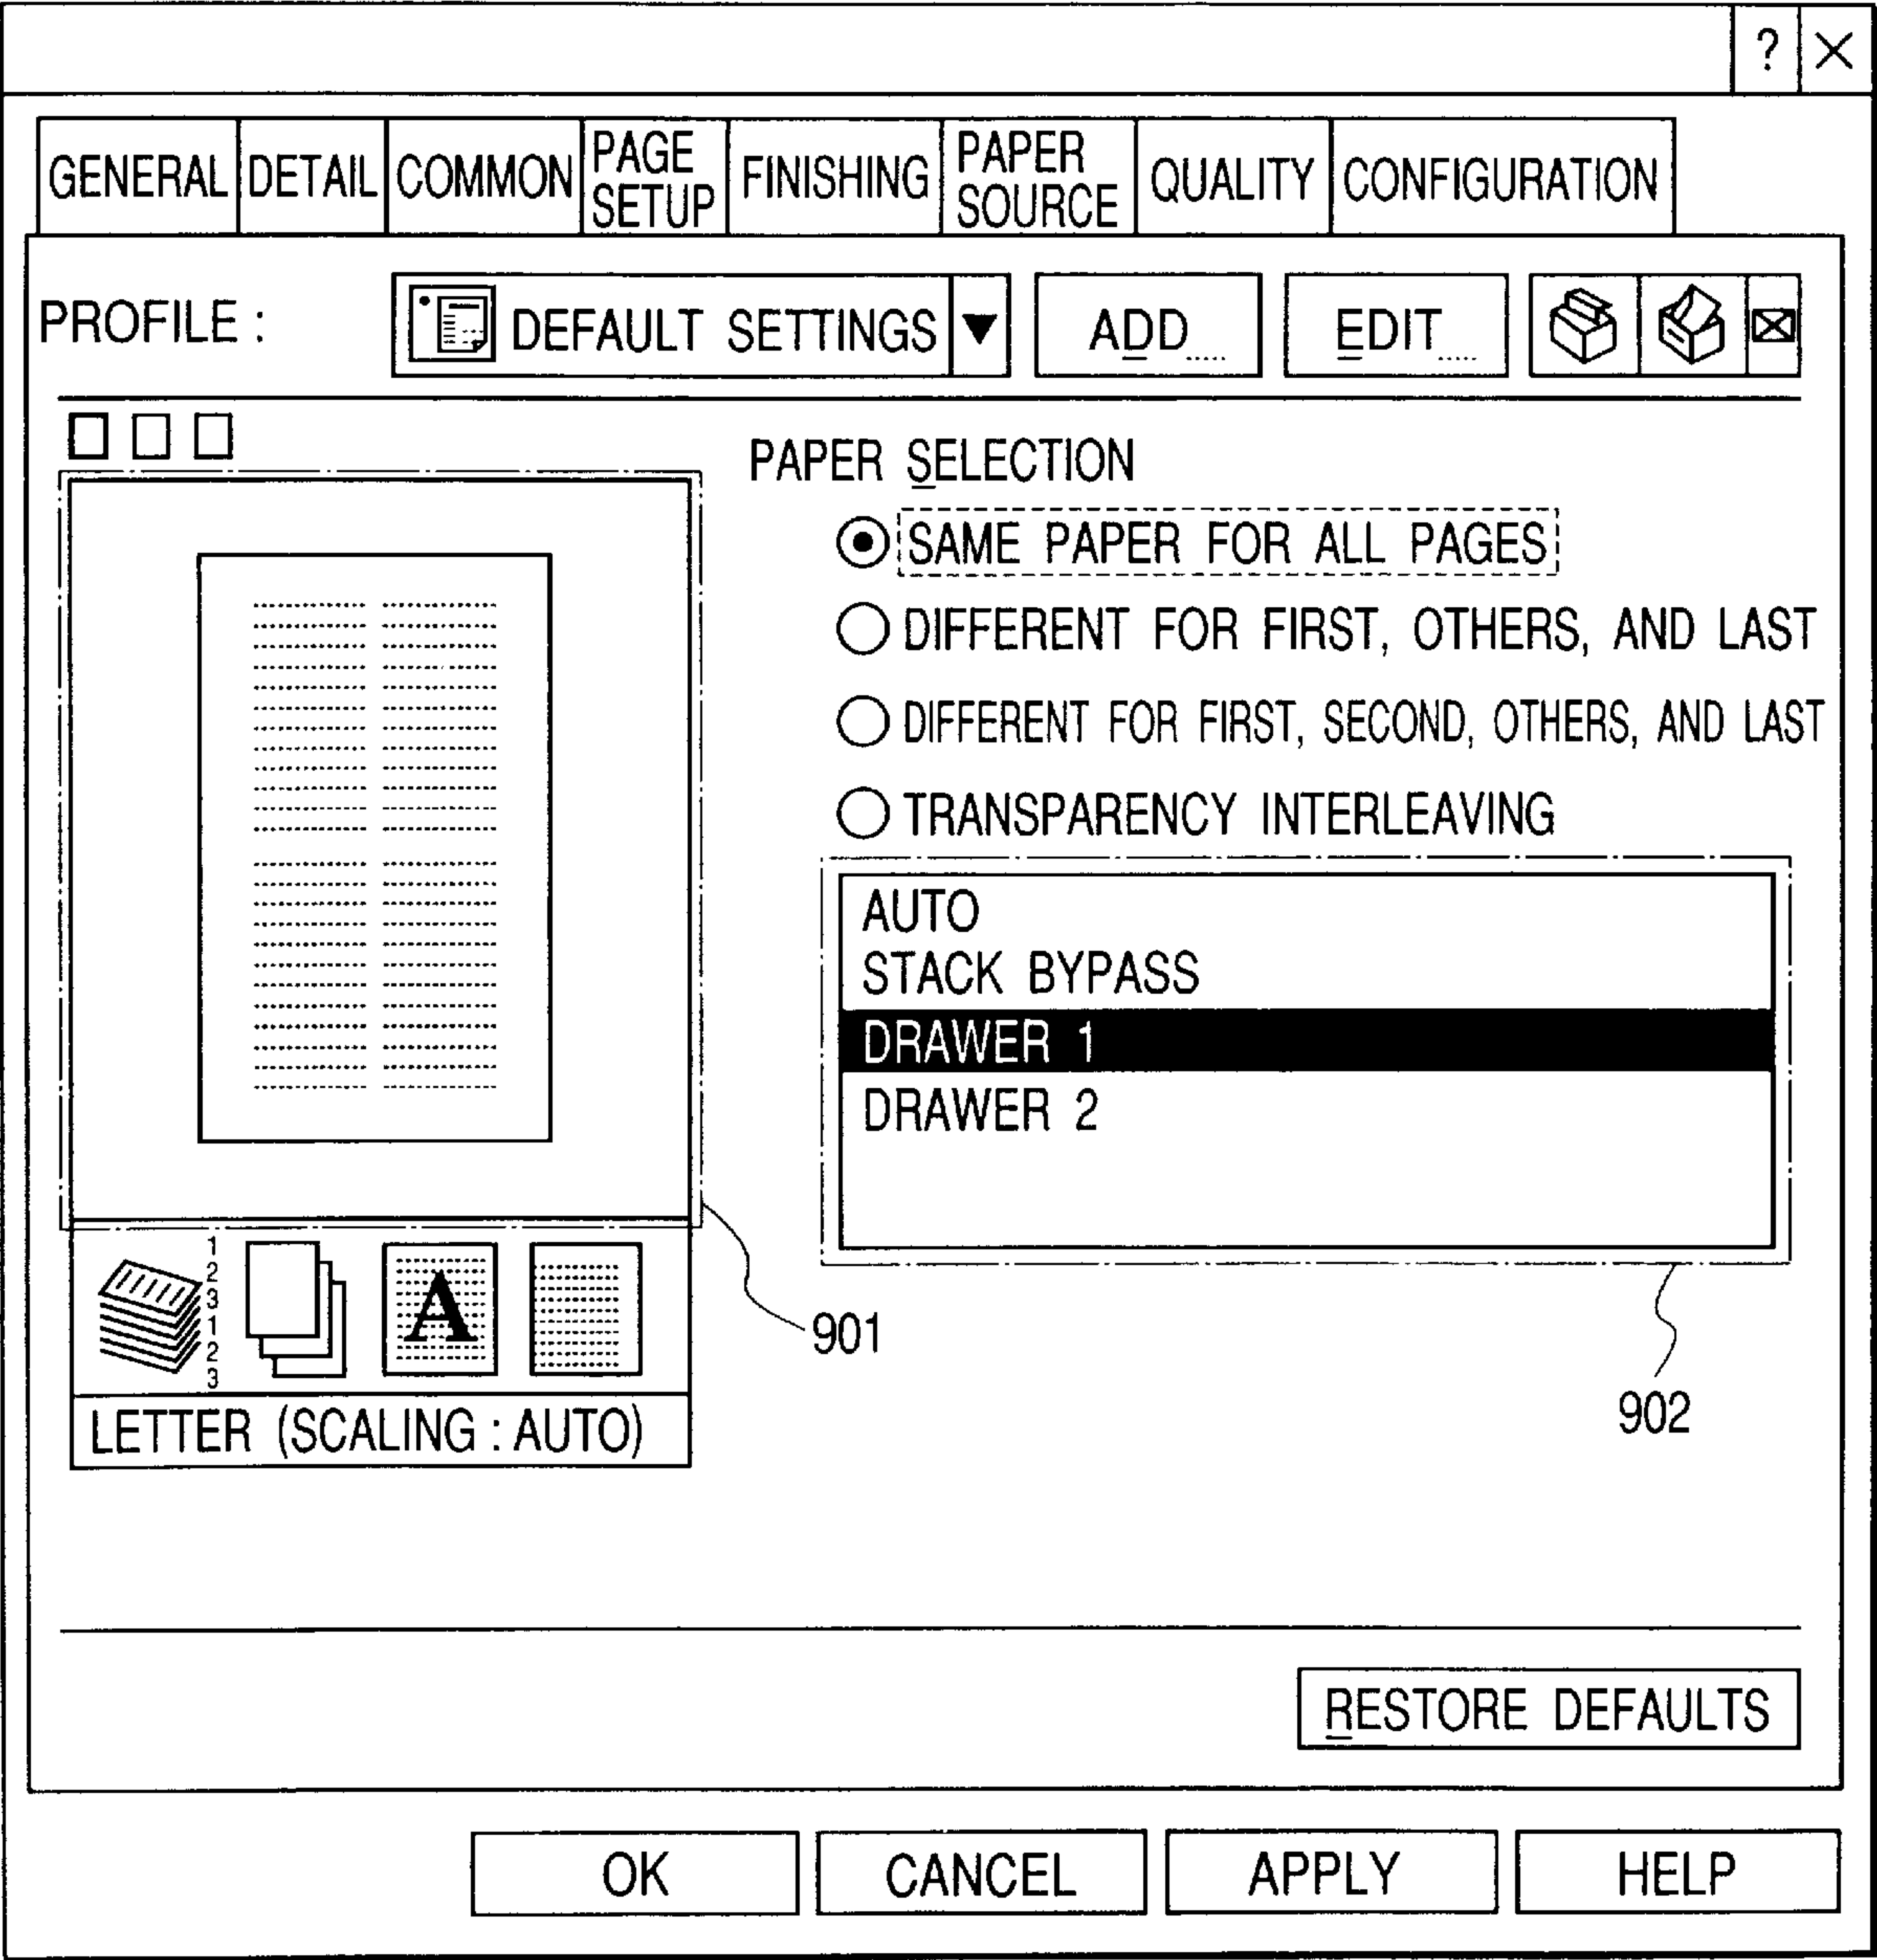 ?
GENERAL DETAIL COMMON PAGE SETUP FINISHING PAPER SOURCE QUALITY CONFIGURATION
PROFILE : DEFAULT SETTINGS ADD..... EDIT.....
PAPER SELECTION
SAME PAPER FOR ALL PAGES
DIFFERENT FOR FIRST, OTHERS, AND LAST
DIFFERENT FOR FIRST, SECOND, OTHERS, AND LAST
TRANSPARENCY INTERLEAVING
AUTO
STACK BYPASS
DRAWER 1
DRAWER 2
1
2
3
1
2
3
A
901
902
LETTER (SCALING : AUTO)
RESTORE DEFAULTS
OK CANCEL APPLY HELP